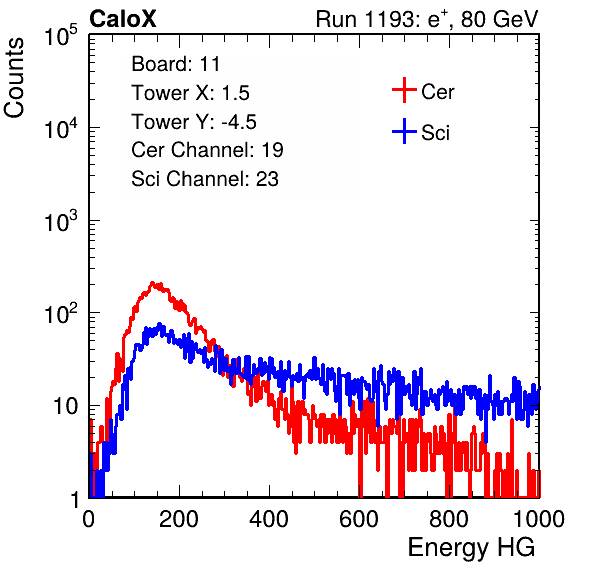 CaloX Run 1193: e⁺, 80 GeV
Counts
10⁵
10⁴
10³
10²
10
1
Board: 11
Tower X: 1.5
Tower Y: -4.5
Cer Channel: 19
Sci Channel: 23
Cer
Sci
0 200 400 600 800 1000
Energy HG